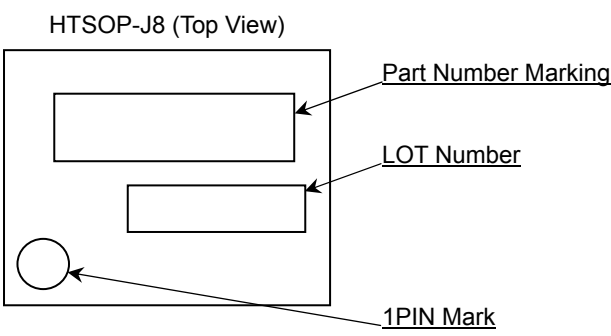 HTSOP-J8 (Top View)
Part Number Marking
LOT Number
1PIN Mark